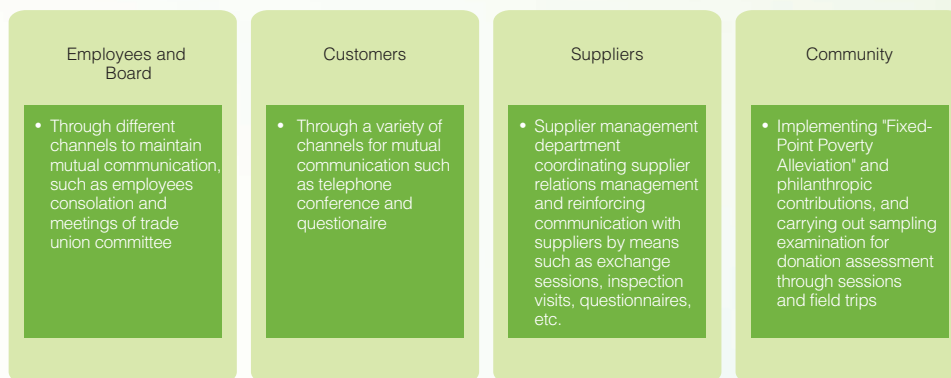 Employees and
Board
• Through different
channels to maintain
mutual communication,
such as employees
consolation and
meetings of trade
union committee
Customers
• Through a variety of
channels for mutual
communication such
as telephone
conference and
questionaire
Suppliers
• Supplier management
department
coordinating supplier
relations management
and reinforcing
communication with
suppliers by means
such as exchange
sessions, inspection
visits, questionnaires,
etc.
Community
• Implementing "Fixed-
Point Poverty
Alleviation" and
philanthropic
contributions, and
carrying out sampling
examination for
donation assessment
through sessions
and field trips